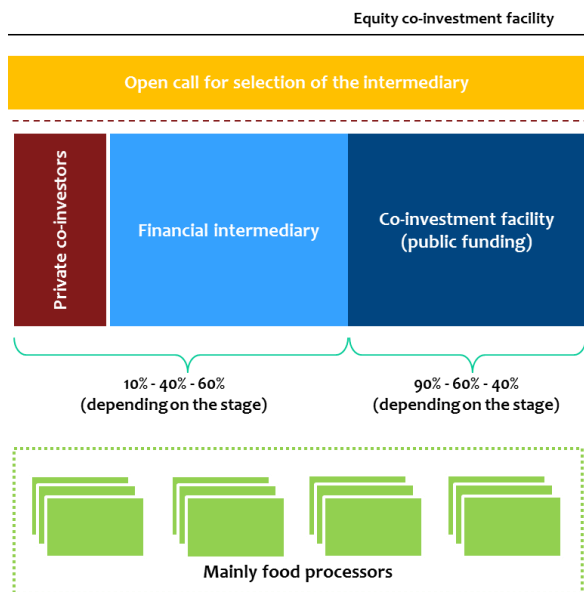 Equity co-investment facility
Open call for selection of the intermediary
Private co-investors
Financial intermediary
Co-investment facility
(public funding)
10% - 40% - 60%
(depending on the stage)
90% - 60% - 40%
(depending on the stage)
Mainly food processors